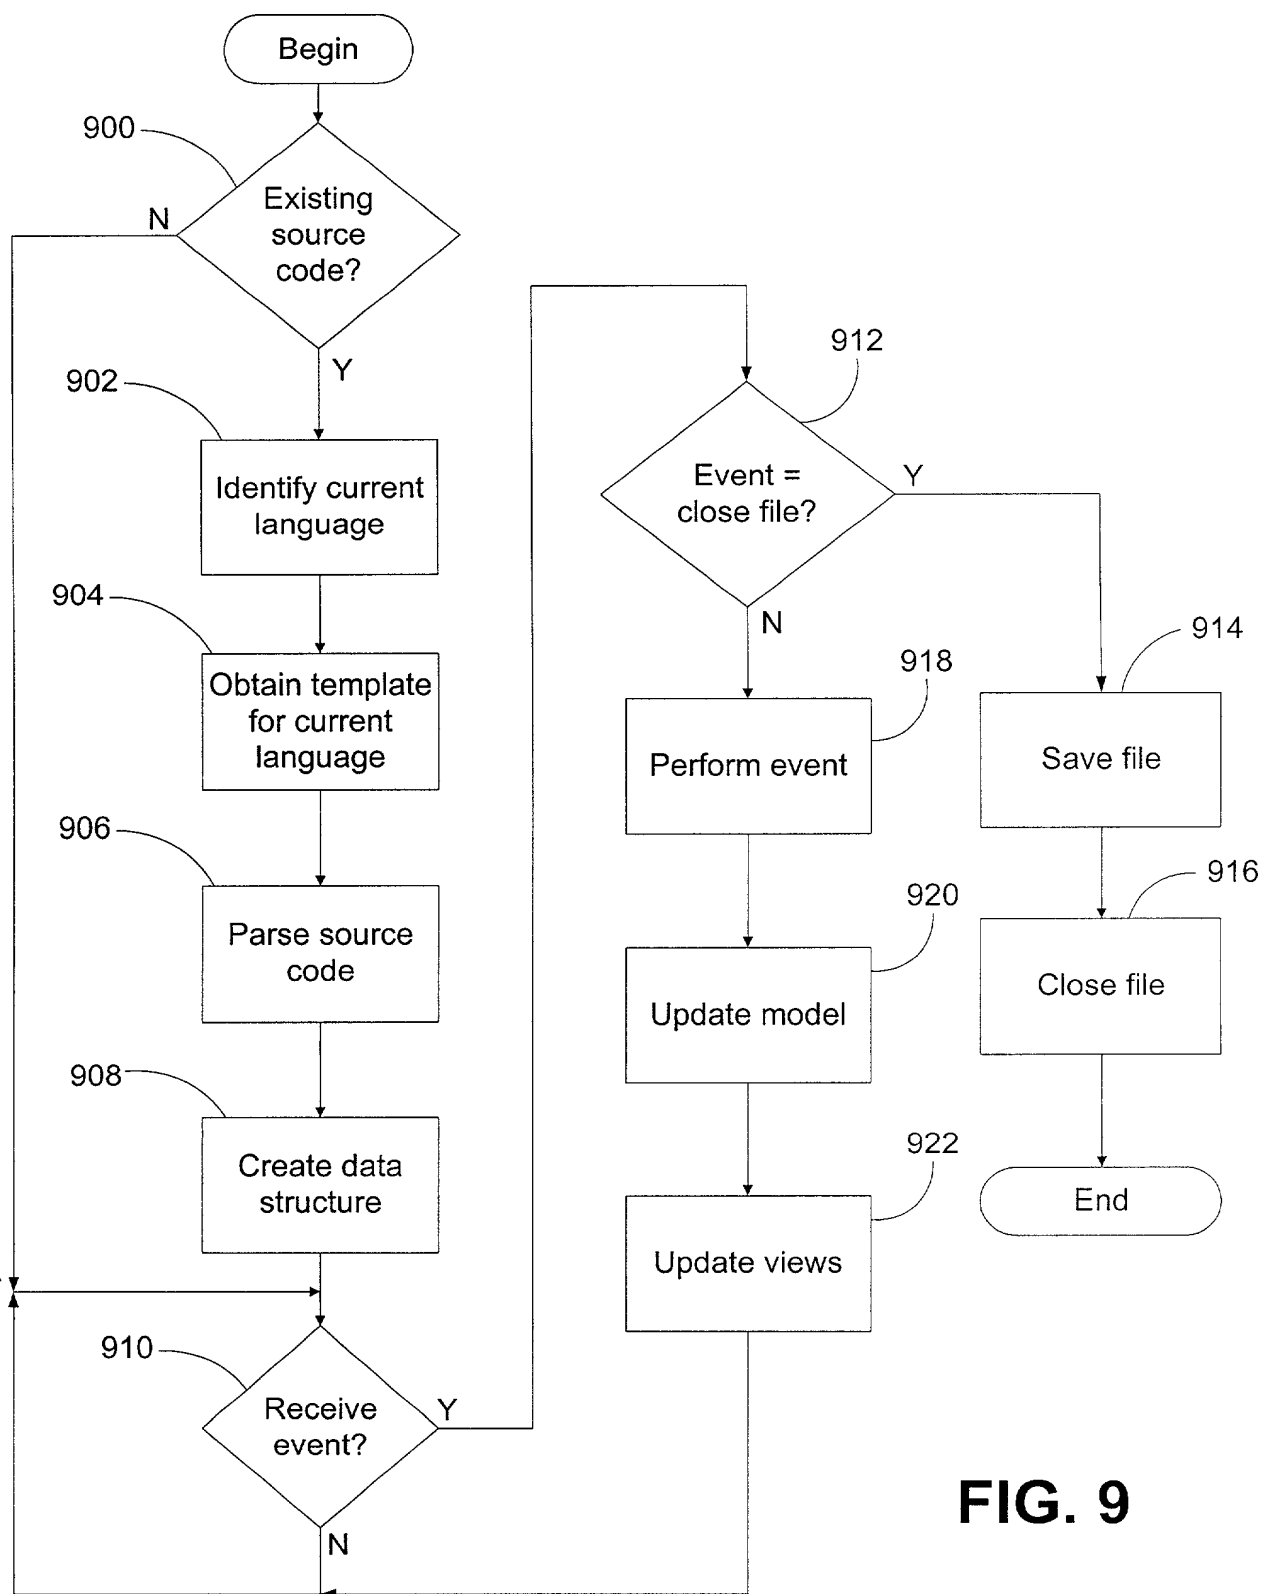 Begin
900
Existing
source
code?
N
Y
902
Identify current
language
904
Obtain template
for current
language
906
Parse source
code
908
Create data
structure
910
Receive
event?
Y
N
912
Event =
close file?
Y
N
918
Perform event
920
Update model
922
Update views
914
Save file
916
Close file
End
FIG. 9